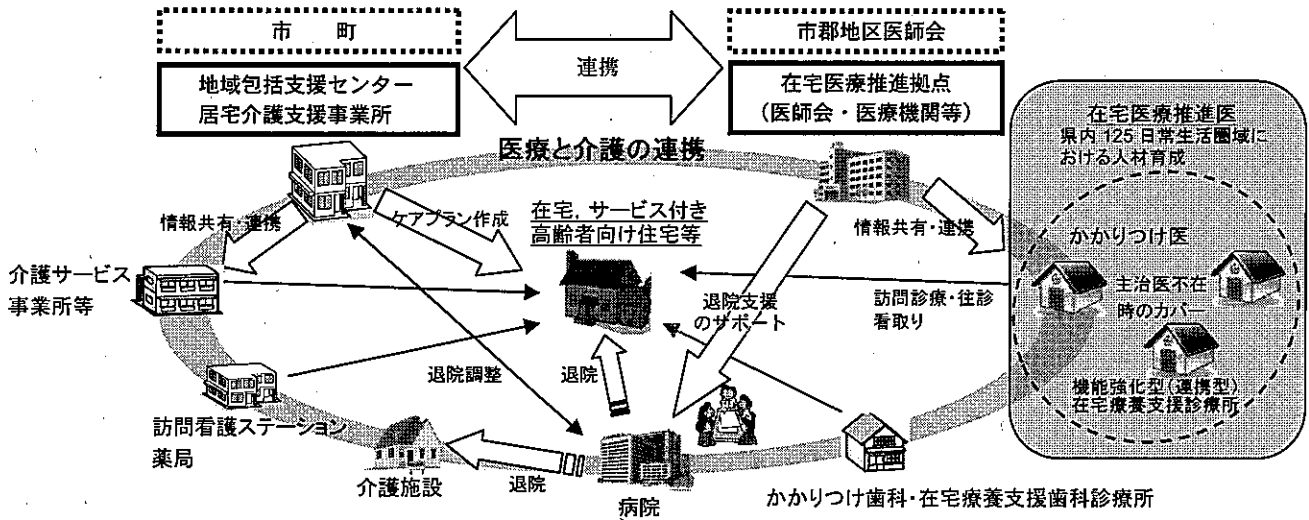 市　町
市郡地区医師会
連携
地域包括支援センター
居宅介護支援事業所
在宅医療推進拠点
（医師会・医療機関等）
在宅医療推進医
県内 125 日常生活圏域に
おける人材育成
医療と介護の連携
情報共有・連携
ケアプラン作成
在宅，サービス付き
高齢者向け住宅等
情報共有・連携
かかりつけ医
介護サービス
事業所等
主治医不在
時のカバー
訪問診療・往診
看取り
退院支援
のサポート
退院調整
退院
機能強化型（連携型）
在宅療養支援診療所
訪問看護ステーション
薬局
介護施設
退院
病院
かかりつけ歯科・在宅療養支援歯科診療所